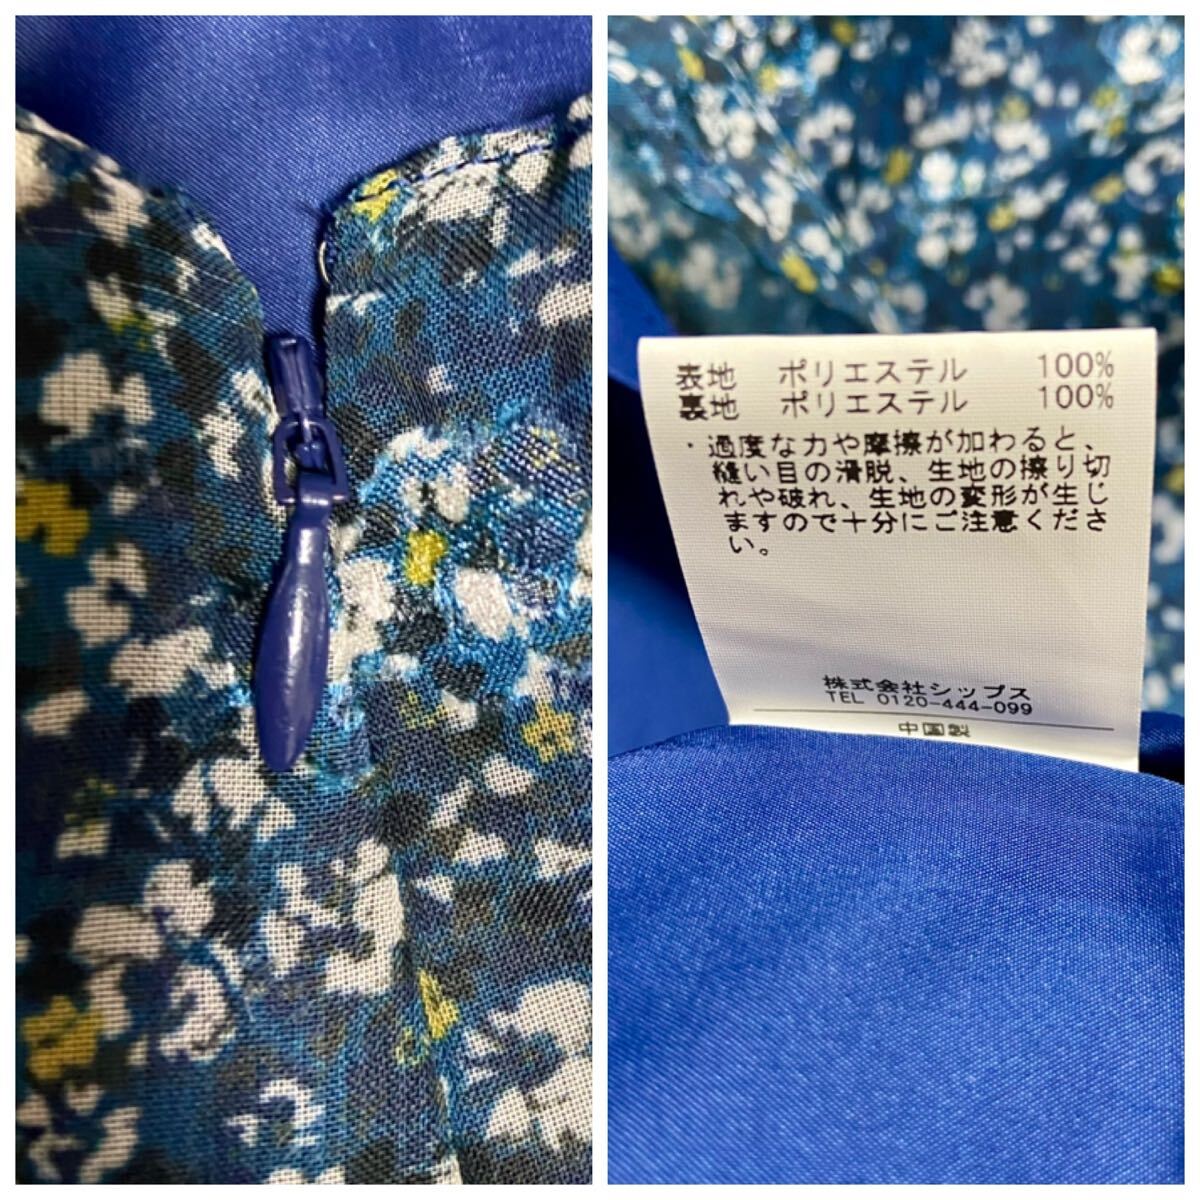 表地 ポリエステル 100%
裏地 ポリエステル 100%
・過度な力や摩擦が加わると、
縫い目の滑脱、生地の擦り切
れや破れ、生地の変形が生じ
ますので十分にご注意くださ
い。
株式会社シップス
TEL 0120-444-099
中国製